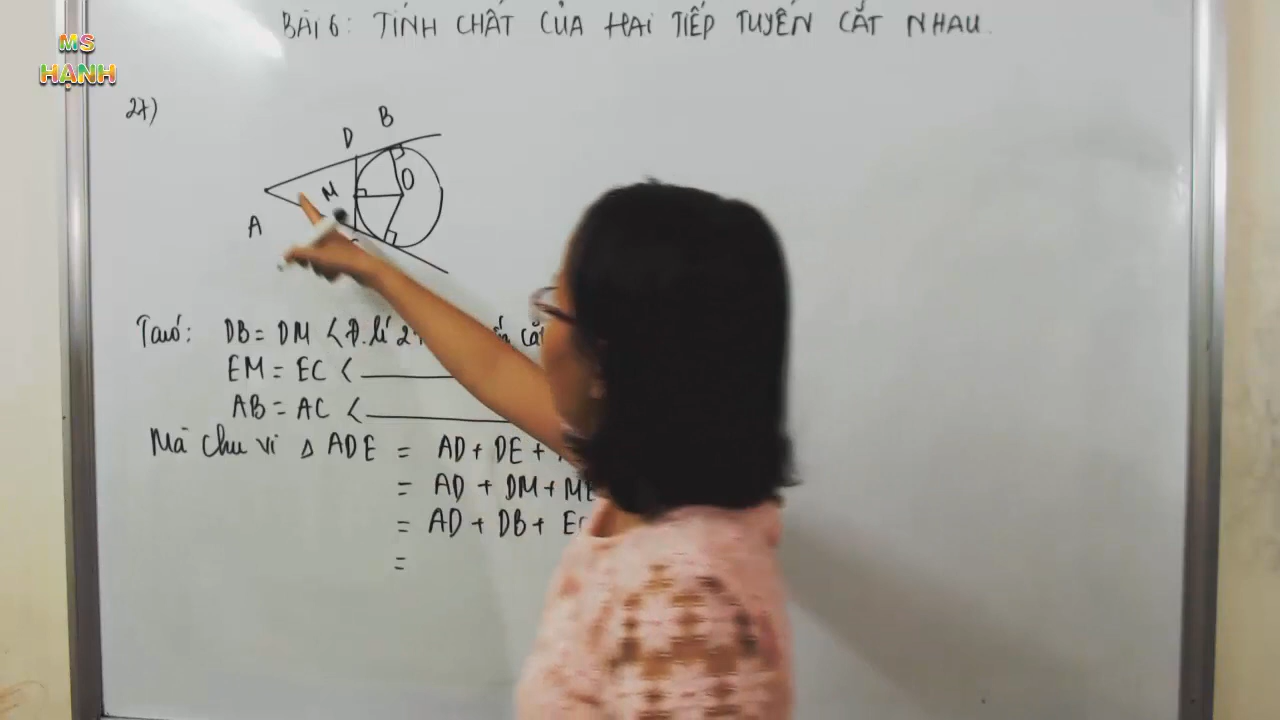 MS
HẠNH
BÀI 6: TÍNH CHẤT CỦA HAI TIẾP TUYẾN CẮT NHAU.
27)
B
D
M
O
A
Ta có: DB = DM < Đ.lí 2
EM = EC <
AB = AC <
Mà chu vi Δ ADE = AD + DE +
= AD + DM + ME
= AD + DB + EC
=